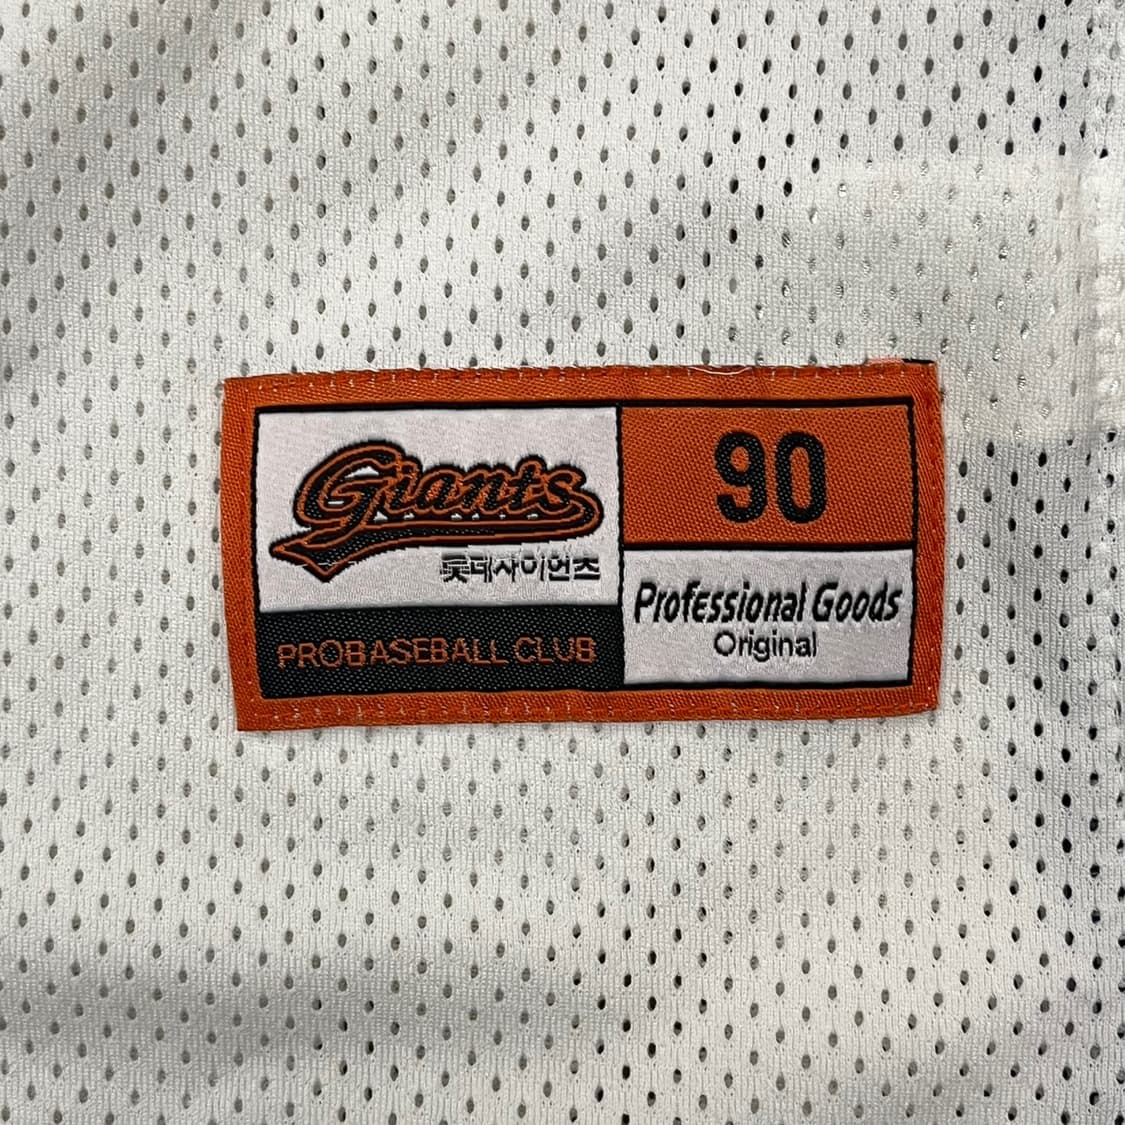 Giants
롯데자이언츠
PROBASEBALL CLUB
90
Professional Goods
Original